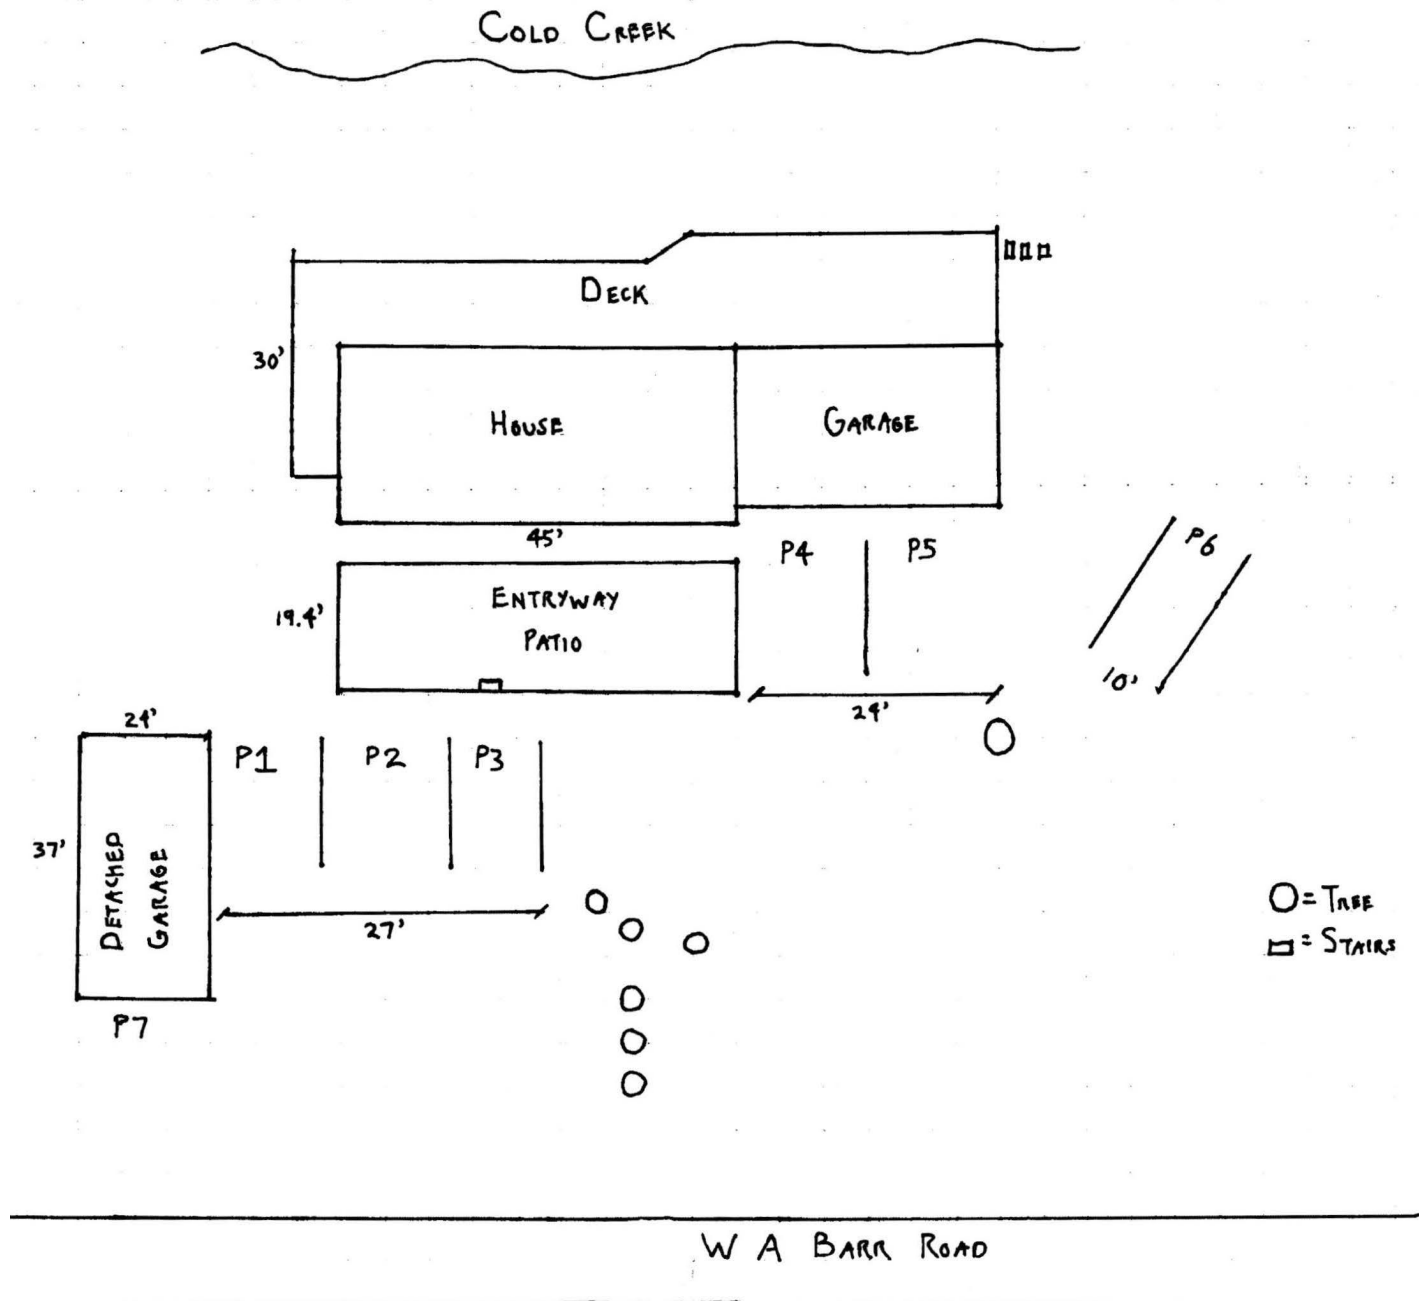 COLD CREEK
DECK
30'
HOUSE
GARAGE
45'
P4
P5
P6
ENTRYWAY
PATIO
19.4'
10'
24'
24'
P1
P2
P3
37'
DETACHED
GARAGE
27'
O = TREE
▭ = STAIRS
P7
W A BARR ROAD